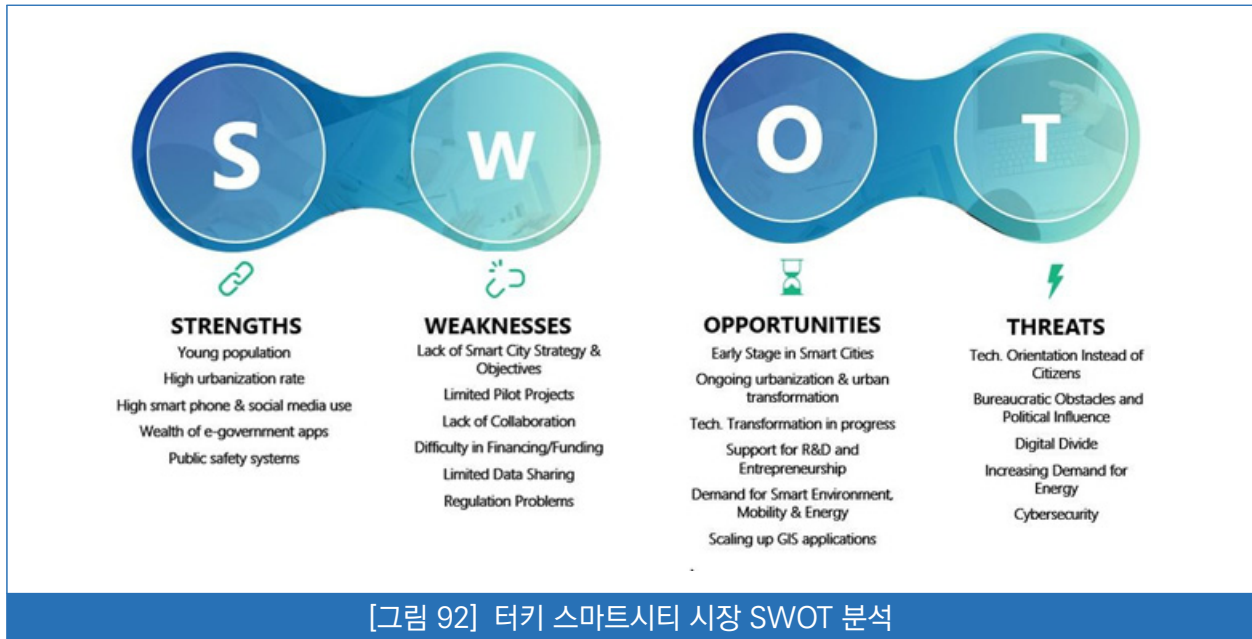 S
W
O
T
STRENGTHS
Young population
High urbanization rate
High smart phone & social media use
Wealth of e-government apps
Public safety systems
WEAKNESSES
Lack of Smart City Strategy &
Objectives
Limited Pilot Projects
Lack of Collaboration
Difficulty in Financing/Funding
Limited Data Sharing
Regulation Problems
OPPORTUNITIES
Early Stage in Smart Cities
Ongoing urbanization & urban
transformation
Tech. Transformation in progress
Support for R&D and
Entrepreneurship
Demand for Smart Environment,
Mobility & Energy
Scaling up GIS applications
.
THREATS
Tech. Orientation Instead of
Citizens
Bureaucratic Obstacles and
Political Influence
Digital Divide
Increasing Demand for
Energy
Cybersecurity
[그림 92] 터키 스마트시티 시장 SWOT 분석